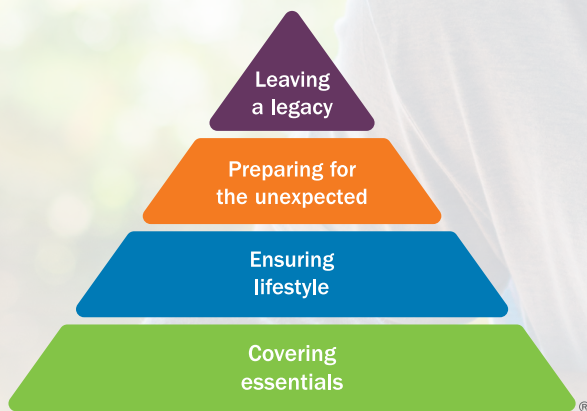 Leaving
a legacy
Preparing for
the unexpected
Ensuring
lifestyle
Covering
essentials
®